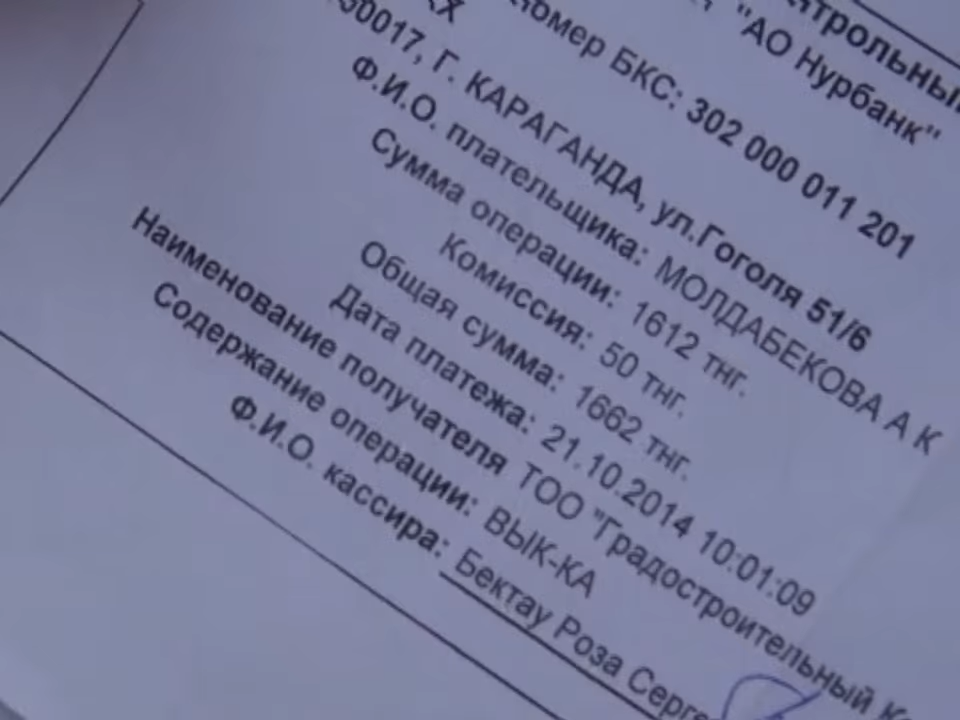 "АО Нурбанк"
номер БКС: 302 000 011 201
Г. КАРАГАНДА, ул.Гоголя 51/6
Ф.И.О. плательщика: МОЛДАБЕКОВА А К
Сумма операции: 1612 тнг.
Комиссия: 50 тнг.
Общая сумма: 1662 тнг.
Дата платежа: 21.10.2014 10:01:09
Наименование получателя ТОО "Градостроительный
Содержание операции: ВЫК-КА
Ф.И.О. кассира: Бектау Роза